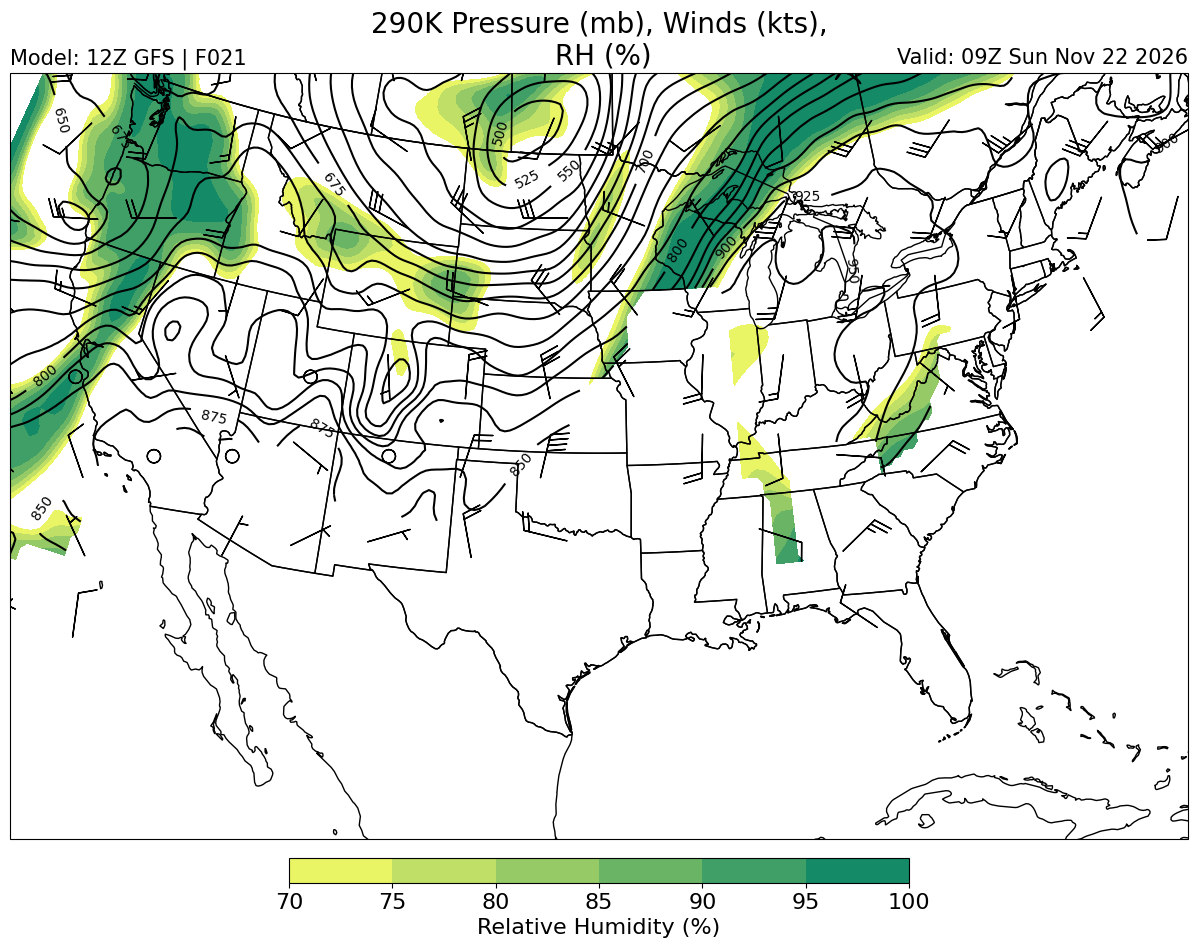 290K Pressure (mb), Winds (kts),
RH (%)
Model: 12Z GFS | F021
Valid: 09Z Sun Nov 22 2026
650
675
500
525
550
700
675
925
800
900
950
800
875
875
850
850
900
70 75 80 85 90 95 100
Relative Humidity (%)